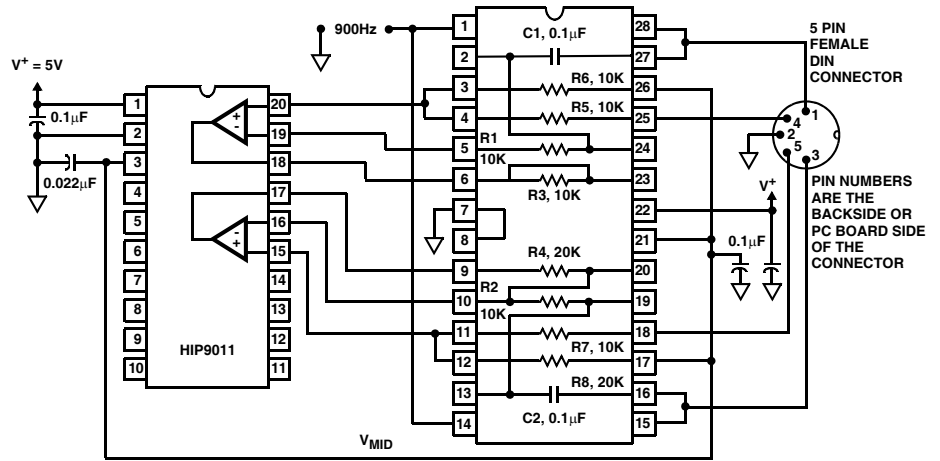 900Hz
C1, 0.1μF
5 PIN
FEMALE
DIN
CONNECTOR
V+ = 5V
0.1μF
0.022μF
1
2
3
4
5
6
7
8
9
10
20
19
18
17
16
15
14
13
12
11
+
-
-
+
HIP9011
1
2
3
4
5
6
7
8
9
10
11
12
13
14
28
27
26
25
24
23
22
21
20
19
18
17
16
15
R6, 10K
R5, 10K
R1
10K
R3, 10K
R4, 20K
R2
10K
R7, 10K
R8, 20K
C2, 0.1μF
1
4
2
5
3
V+
0.1μF
PIN NUMBERS
ARE THE
BACKSIDE OR
PC BOARD SIDE
OF THE
CONNECTOR
VMID